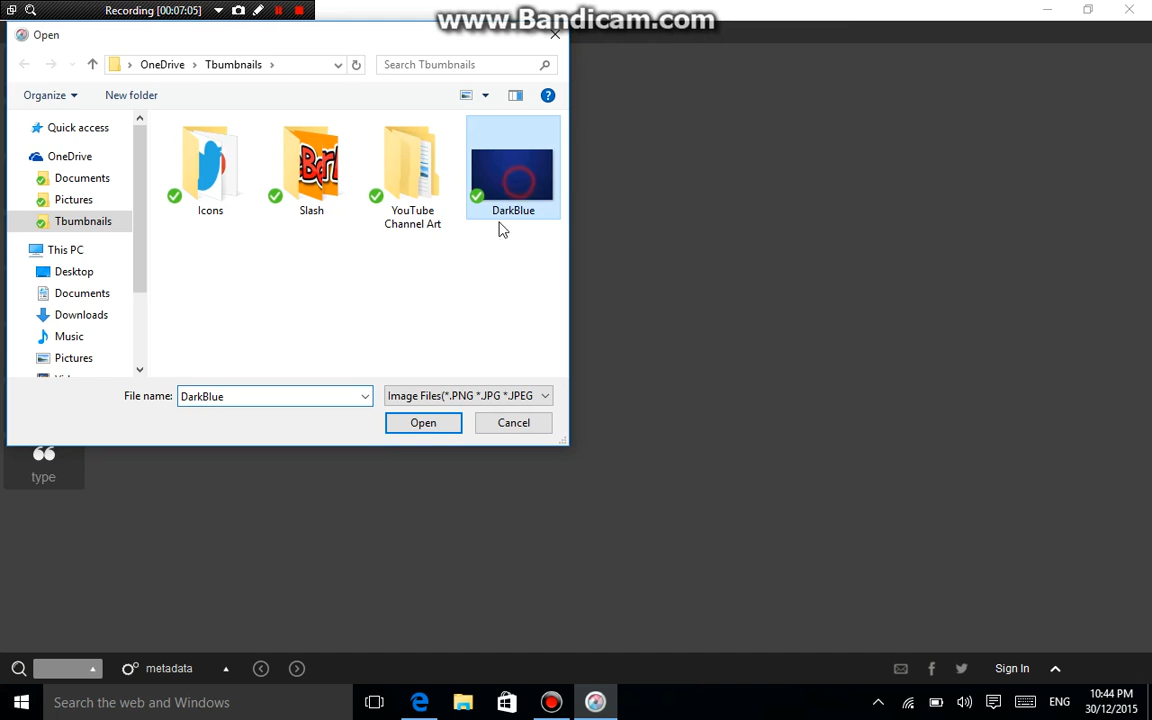 Recording [00:07:05]
www.Bandicam.com
Open
OneDrive
Tbumbnails
Search Tbumbnails
Organize
New folder
Quick access
OneDrive
Documents
Pictures
Tbumbnails
This PC
Desktop
Documents
Downloads
Music
Pictures
Icons
Slash
YouTube
Channel Art
DarkBlue
File name:
DarkBlue
Image Files(*.PNG *.JPG *.JPEG
Open
Cancel
type
metadata
Sign In
Search the web and Windows
ENG
10:44 PM
30/12/2015